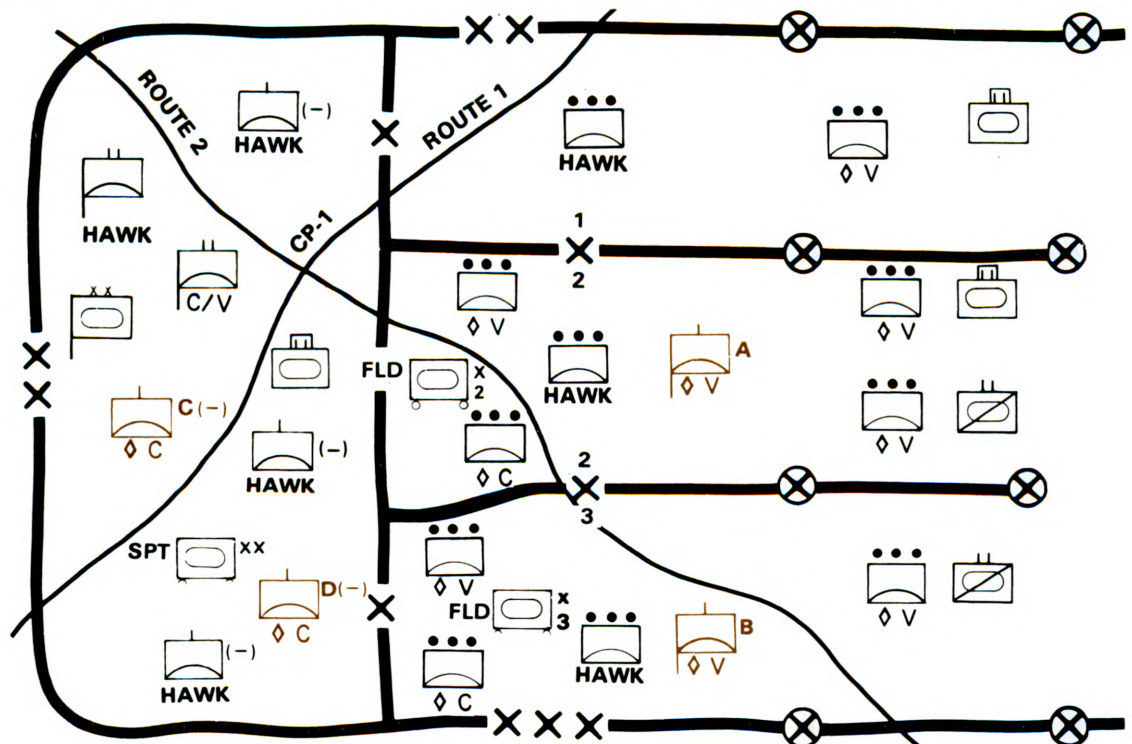 ROUTE 2
(-)
HAWK
ROUTE 1
HAWK
◊ V
HAWK
C/V
CP-1
1
2
◊ V
◊ V
FLD
X
2
HAWK
A
◊ V
C (-)
◊ C
(-)
HAWK
◊ C
◊ V
2
3
SPT
XX
D (-)
◊ C
◊ V
FLD
X
3
HAWK
B
◊ V
◊ V
(-)
HAWK
◊ C